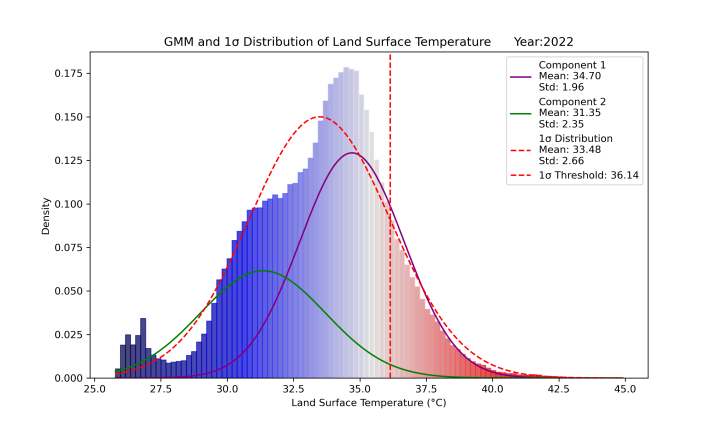 GMM and 1σ Distribution of Land Surface Temperature Year:2022
Component 1
Mean: 34.70
Std: 1.96
Component 2
Mean: 31.35
Std: 2.35
1σ Distribution
Mean: 33.48
Std: 2.66
1σ Threshold: 36.14
Density
0.175
0.150
0.125
0.100
0.075
0.050
0.025
0.000
25.0 27.5 30.0 32.5 35.0 37.5 40.0 42.5 45.0
Land Surface Temperature (°C)